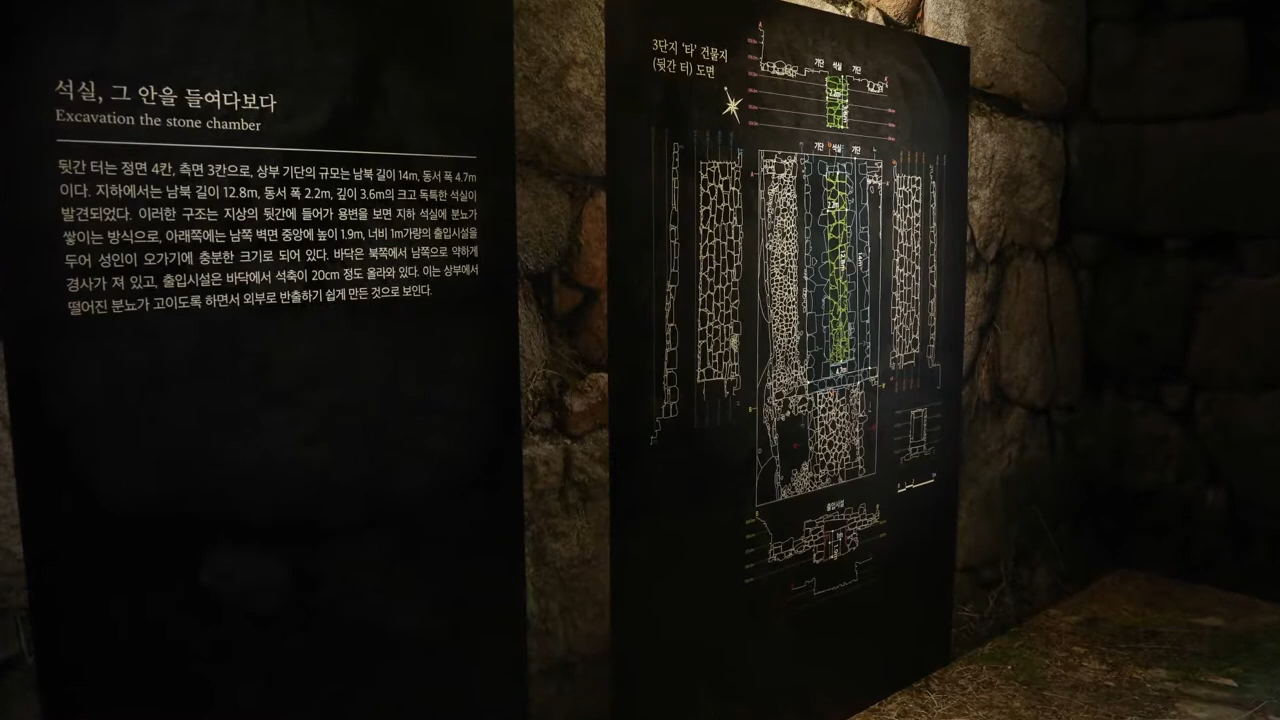 석실, 그 안을 들여다보다
Excavation the stone chamber
뒷간 터는 정면 4칸, 측면 3칸으로, 상부 기단의 규모는 남북 길이 14m, 동서 폭 4.7m
이다. 지하에서는 남북 길이 12.8m, 동서 폭 2.2m, 깊이 3.6m의 크고 독특한 석실이
발견되었다. 이러한 구조는 지상의 뒷간에 들어가 용변을 보면 지하 석실에 분뇨가
쌓이는 방식으로, 아래쪽에는 남쪽 벽면 중앙에 높이 1.9m, 너비 1m가량의 출입시설을
두어 성인이 오가기에 충분한 크기로 되어 있다. 바닥은 북쪽에서 남쪽으로 약하게
경사가 져 있고, 출입시설은 바닥에서 석축이 20cm 정도 올라와 있다. 이는 상부에서
떨어진 분뇨가 고이도록 하면서 외부로 반출하기 쉽게 만든 것으로 보인다.
3단지 '타' 건물지
(뒷간 터) 도면
기단 석실 기단
기단 석실 기단
출입시설